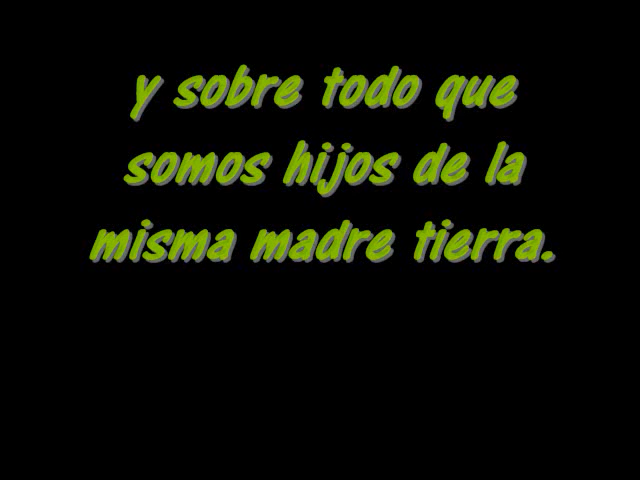 y sobre todo que
somos hijos de la
misma madre tierra.